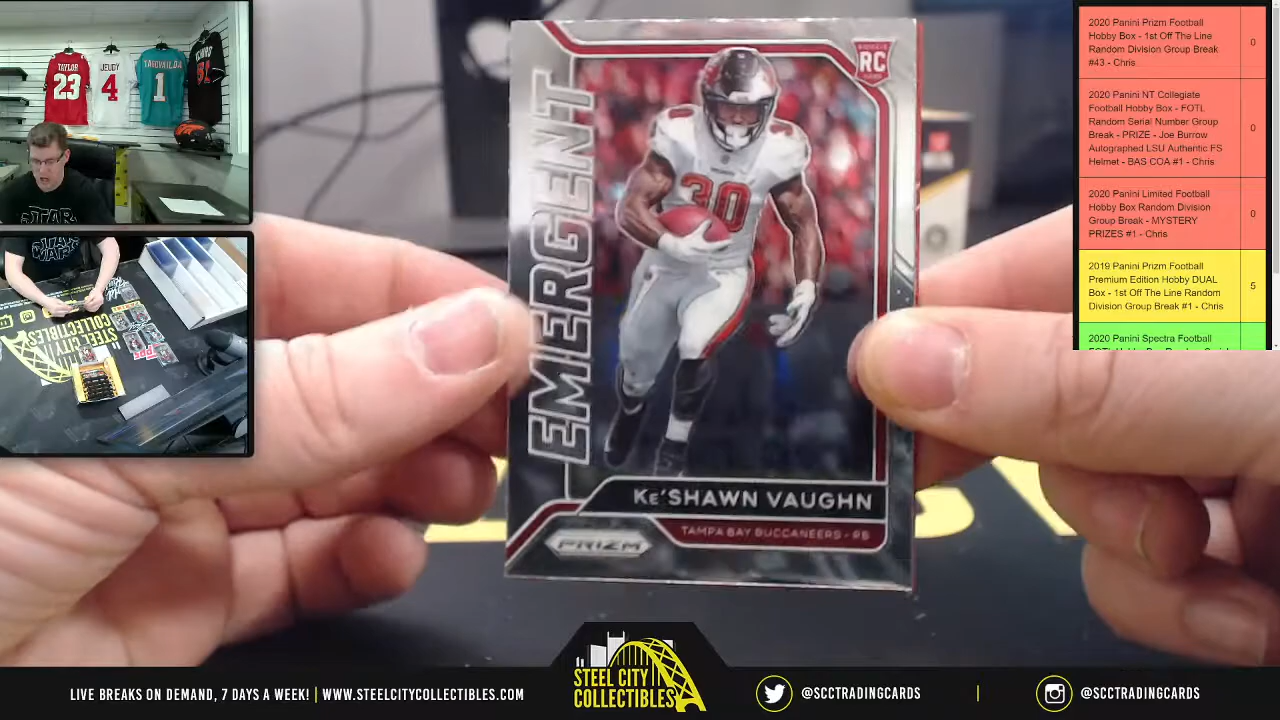 TAYLOR
23
JEUDY
4
TAGOVAILOA
1
STAR
WARS
STEEL CITY
COLLECTIBLES
EMERGENT
RC
30
KE'SHAWN VAUGHN
TAMPA BAY BUCCANEERS - RB
PRIZM
2020 Panini Prizm Football
Hobby Box - 1st Off The Line
Random Division Group Break
#43 - Chris
0
2020 Panini NT Collegiate
Football Hobby Box - FOTL
Random Serial Number Group
Break - PRIZE - Joe Burrow
Autographed LSU Authentic FS
Helmet - BAS COA #1 - Chris
0
2020 Panini Limited Football
Hobby Box Random Division
Group Break - MYSTERY
PRIZES #1 - Chris
0
2019 Panini Prizm Football
Premium Edition Hobby DUAL
Box - 1st Off The Line Random
Division Group Break #1 - Chris
5
2020 Panini Spectra Football
LIVE BREAKS ON DEMAND, 7 DAYS A WEEK! | WWW.STEELCITYCOLLECTIBLES.COM
STEEL CITY
COLLECTIBLES
@SCCTRADINGCARDS
@SCCTRADINGCARDS